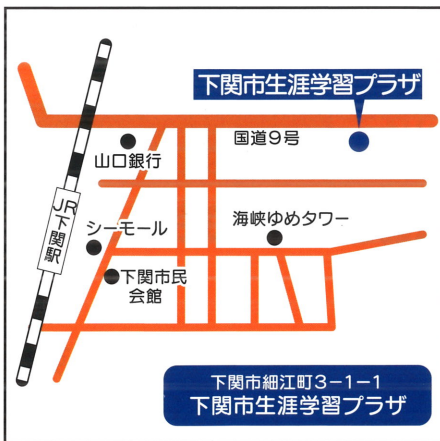 下関市生涯学習プラザ
国道9号
山口銀行
JR下関駅
シーモール
海峡ゆめタワー
下関市民
会館
下関市細江町3-1-1
下関市生涯学習プラザ